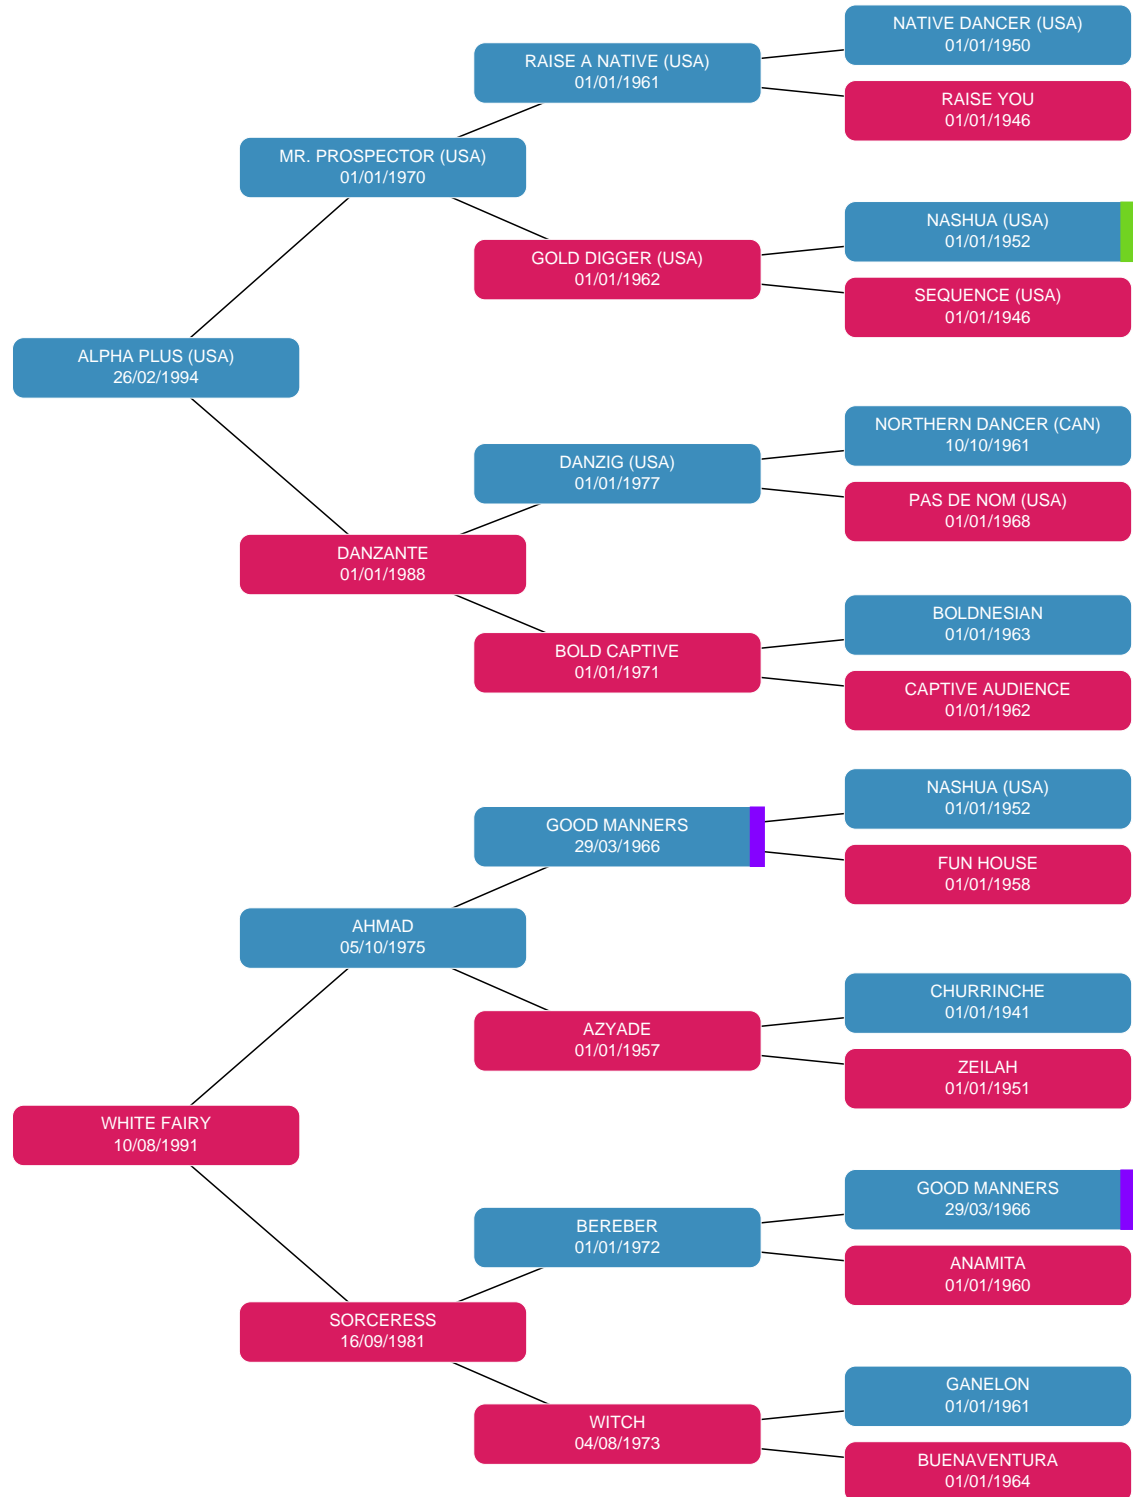 NATIVE DANCER (USA)
01/01/1950
RAISE A NATIVE (USA)
01/01/1961
RAISE YOU
01/01/1946
MR. PROSPECTOR (USA)
01/01/1970
NASHUA (USA)
01/01/1952
GOLD DIGGER (USA)
01/01/1962
SEQUENCE (USA)
01/01/1946
ALPHA PLUS (USA)
26/02/1994
NORTHERN DANCER (CAN)
10/10/1961
DANZIG (USA)
01/01/1977
PAS DE NOM (USA)
01/01/1968
DANZANTE
01/01/1988
BOLDNESIAN
01/01/1963
BOLD CAPTIVE
01/01/1971
CAPTIVE AUDIENCE
01/01/1962
NASHUA (USA)
01/01/1952
GOOD MANNERS
29/03/1966
FUN HOUSE
01/01/1958
AHMAD
05/10/1975
CHURRINCHE
01/01/1941
AZYADE
01/01/1957
ZEILAH
01/01/1951
WHITE FAIRY
10/08/1991
GOOD MANNERS
29/03/1966
BEREBER
01/01/1972
ANAMITA
01/01/1960
SORCERESS
16/09/1981
GANELON
01/01/1961
WITCH
04/08/1973
BUENAVENTURA
01/01/1964